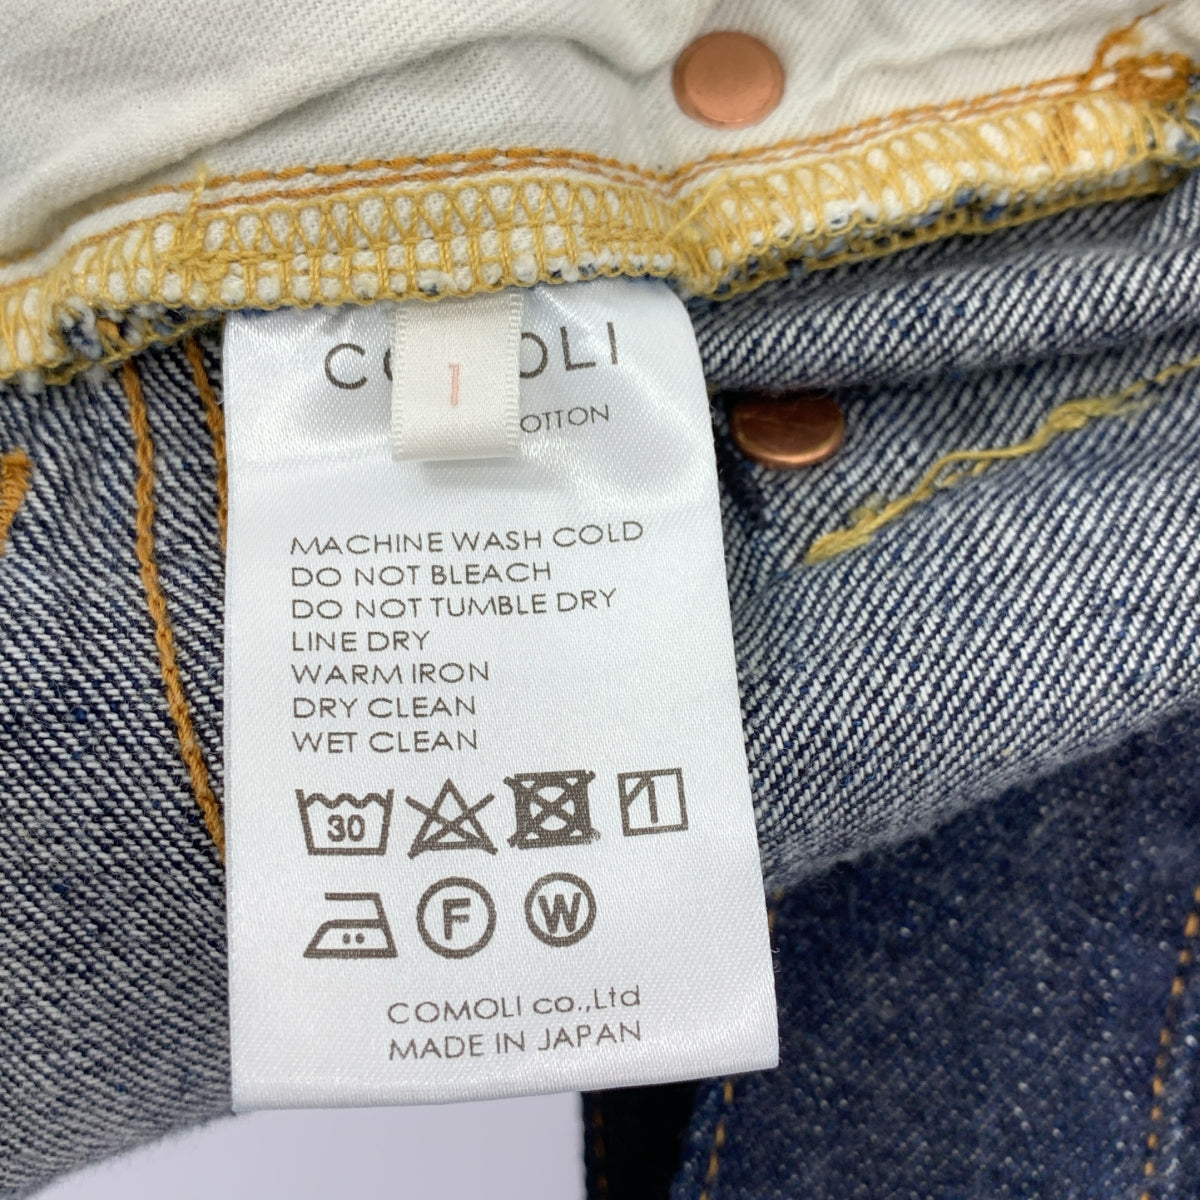 1
MACHINE WASH COLD
DO NOT BLEACH
DO NOT TUMBLE DRY
LINE DRY
WARM IRON
DRY CLEAN
WET CLEAN
30
F W
COMOLI co.,Ltd
MADE IN JAPAN